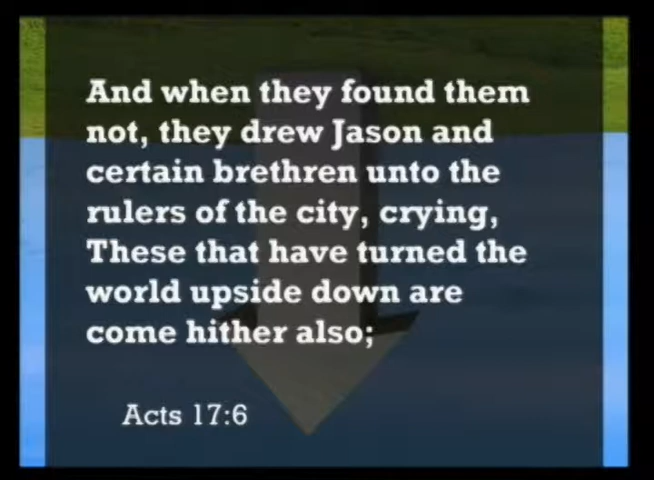 And when they found them
not, they drew Jason and
certain brethren unto the
rulers of the city, crying,
These that have turned the
world upside down are
come hither also;
Acts 17:6